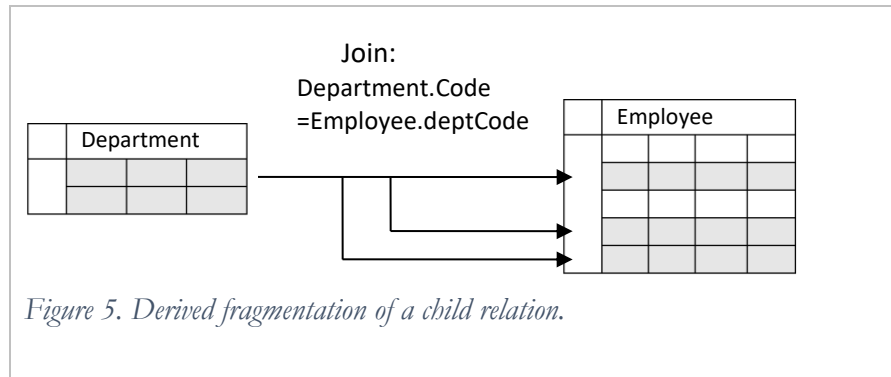 Join:
Department.Code
=Employee.deptCode
Department
Employee
Figure 5. Derived fragmentation of a child relation.